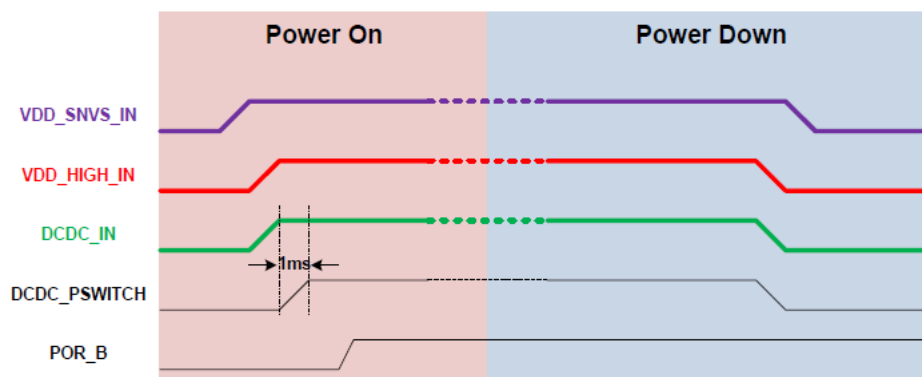 Power On Power Down
VDD_SNVS_IN
VDD_HIGH_IN
DCDC_IN
1ms
DCDC_PSWITCH
POR_B